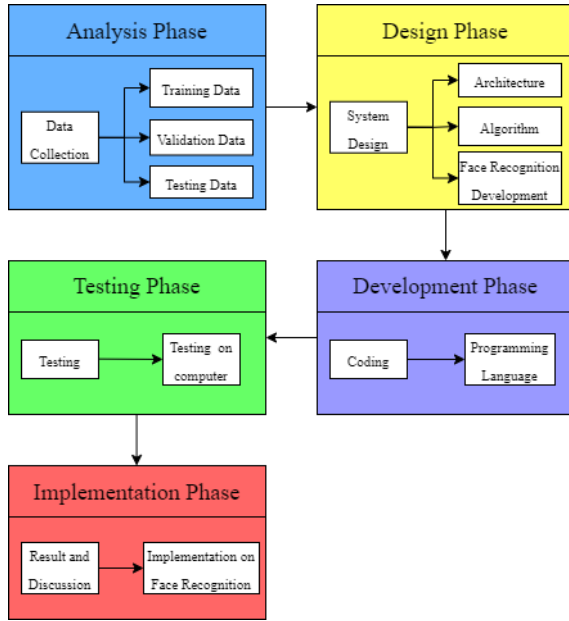 Analysis Phase
Data
Collection
Training Data
Validation Data
Testing Data
Design Phase
System
Design
Architecture
Algorithm
Face Recognition
Development
Testing Phase
Testing
Testing on
computer
Development Phase
Coding
Programming
Language
Implementation Phase
Result and
Discussion
Implementation on
Face Recognition